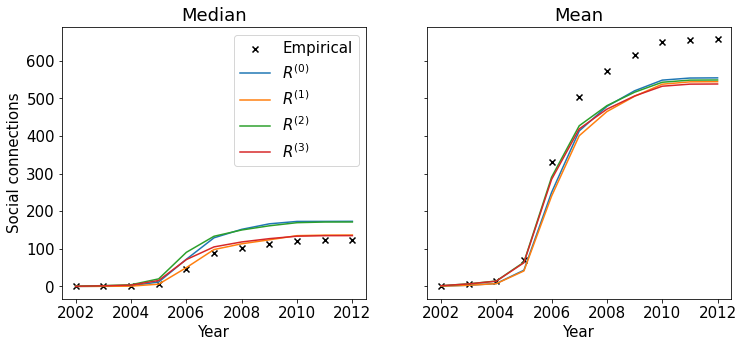 Median
Mean
Social connections
600
500
400
300
200
100
0
Empirical
R^{(0)}
R^{(1)}
R^{(2)}
R^{(3)}
2002 2004 2006 2008 2010 2012
2002 2004 2006 2008 2010 2012
Year
Year